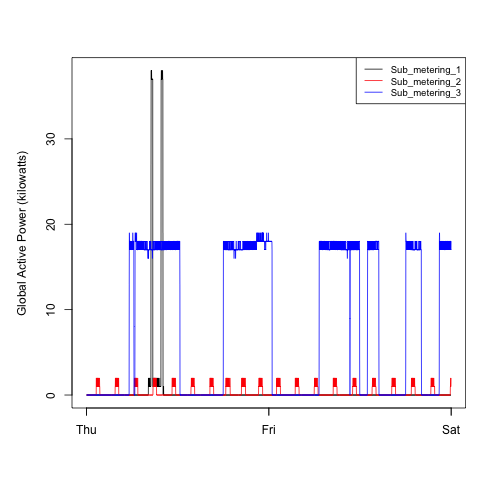 Sub_metering_1
Sub_metering_2
Sub_metering_3
Global Active Power (kilowatts)
30
20
10
0
Thu Fri Sat